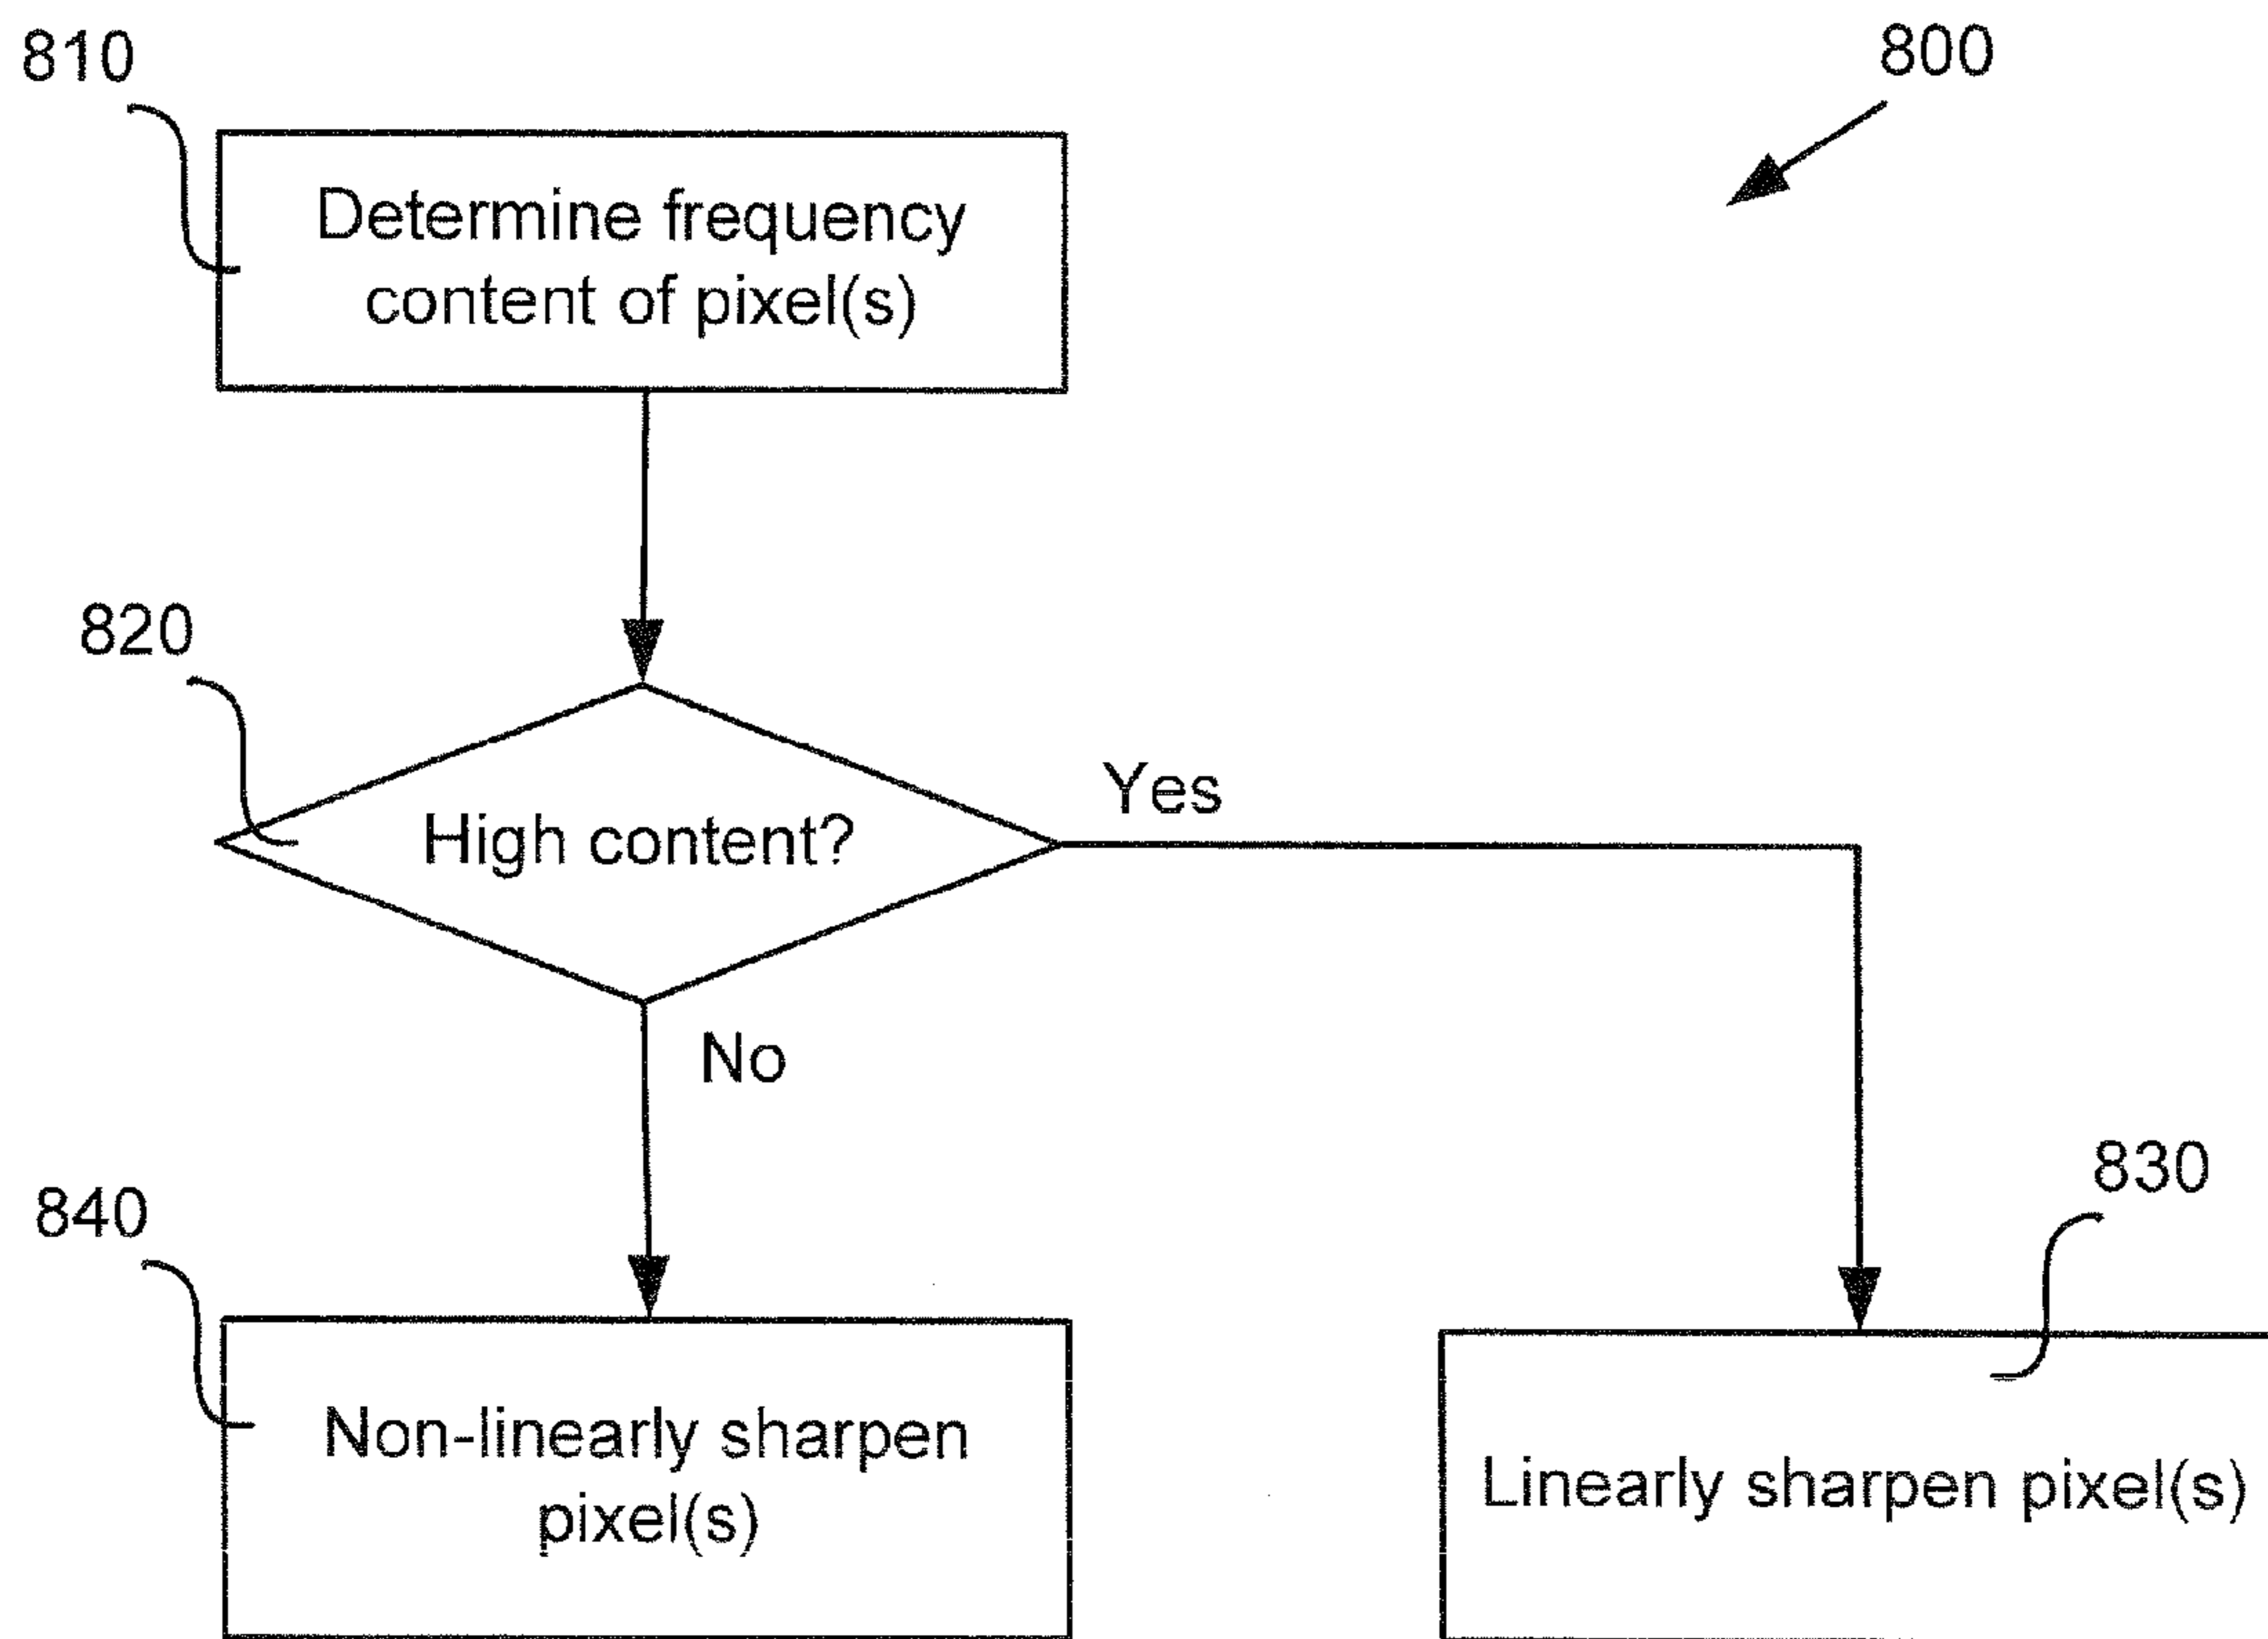 810
800
Determine frequency
content of pixel(s)
820
High content?
Yes
No
840
830
Non-linearly sharpen
pixel(s)
Linearly sharpen pixel(s)